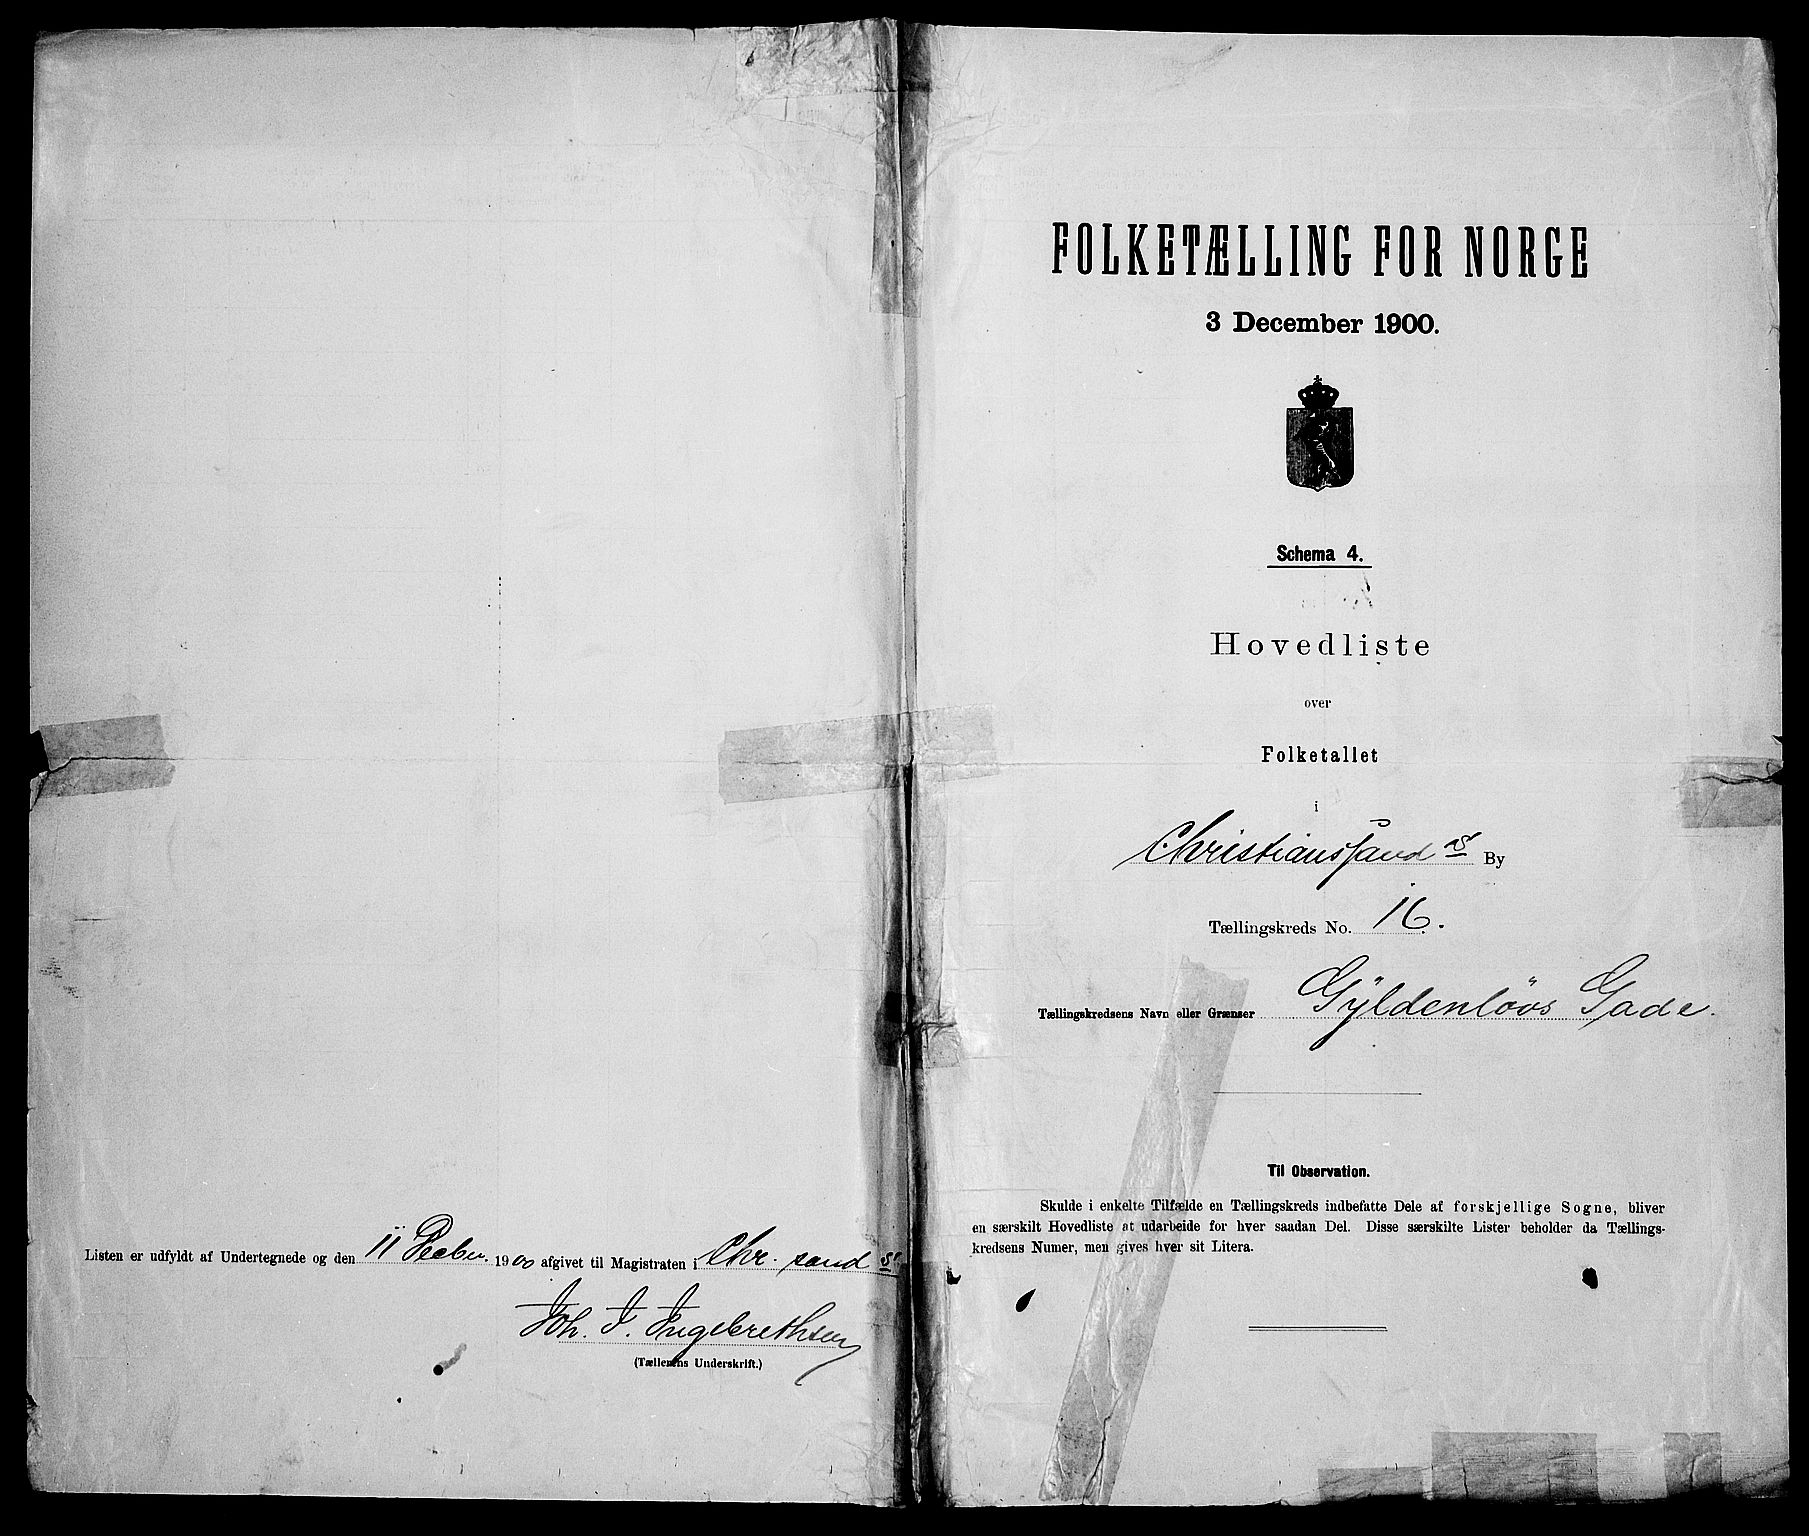 Listen er udfyldt af Undertegnede og den 11 Decbr. 1900 afgivet til Magistraten i Chr.sand s.
Joh. J. Ingebrethsen
(Tællerens Underskrift.)
FOLKETÆLLING FOR NORGE
3 December 1900.
Schema 4.
Hovedliste
over
Folketallet
i
Christianssands By
Tællingskreds No. 16.
Tællingskredsens Navn eller Grænser Gyldenlövs Gade.
Til Observation.
Skulde i enkelte Tilfælde en Tællingskreds indbefatte Dele af forskjellige Sogne, bliver
en særskilt Hovedliste at udarbeide for hver saadan Del. Disse særskilte Lister beholder da Tællings-
kredsens Numer, men gives hver sit Litera.